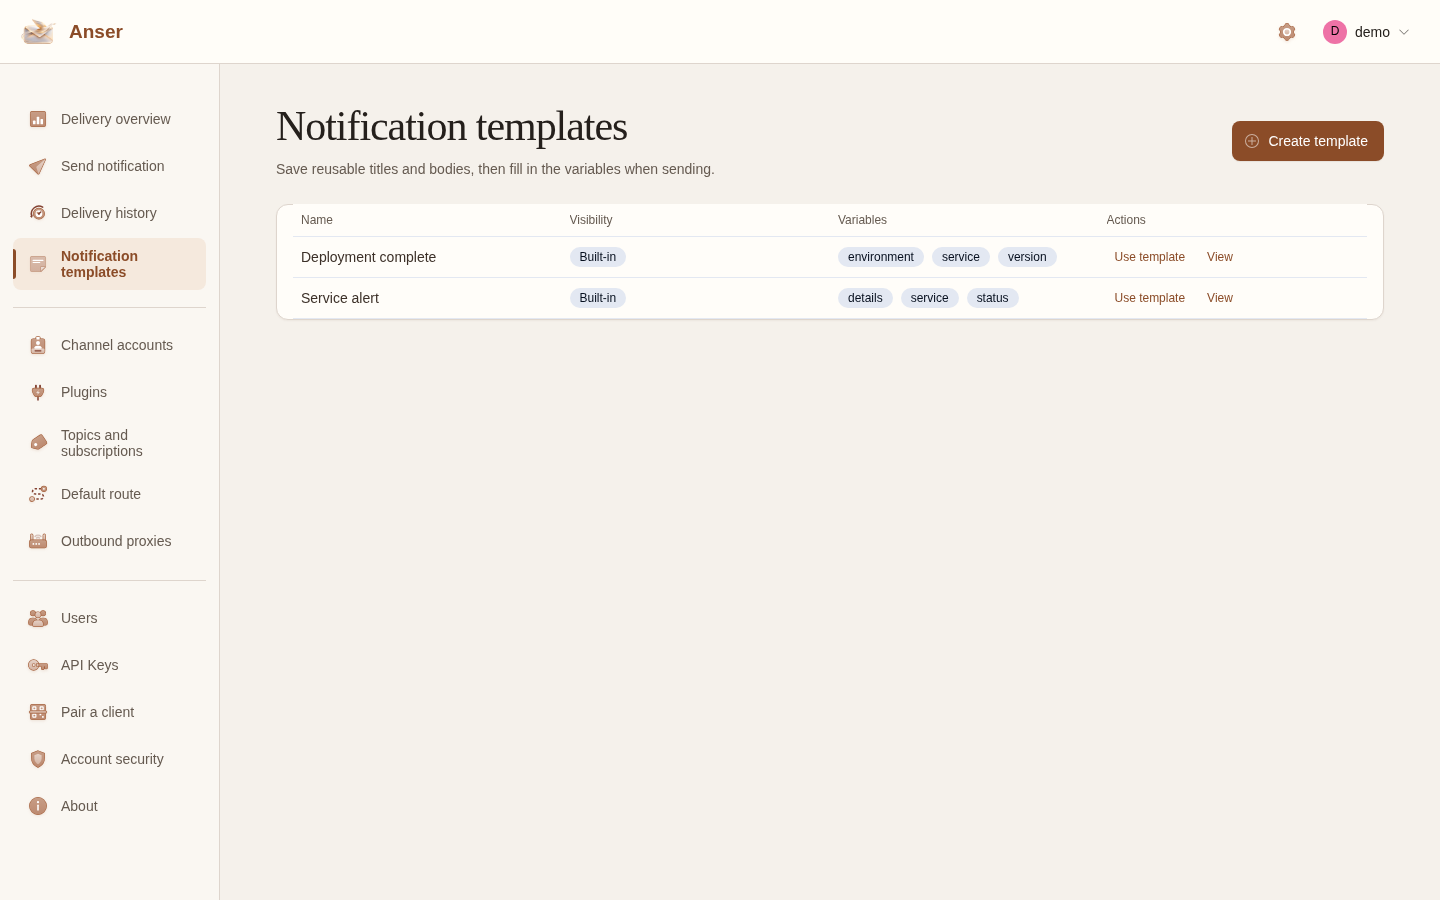 Anser
D demo
Delivery overview
Send notification
Delivery history
Notification
templates
Channel accounts
Plugins
Topics and
subscriptions
Default route
Outbound proxies
Users
API Keys
Pair a client
Account security
About
Notification templates
Save reusable titles and bodies, then fill in the variables when sending.
Create template
Name Visibility Variables Actions
Deployment complete Built-in environment service version Use template View
Service alert Built-in details service status Use template View